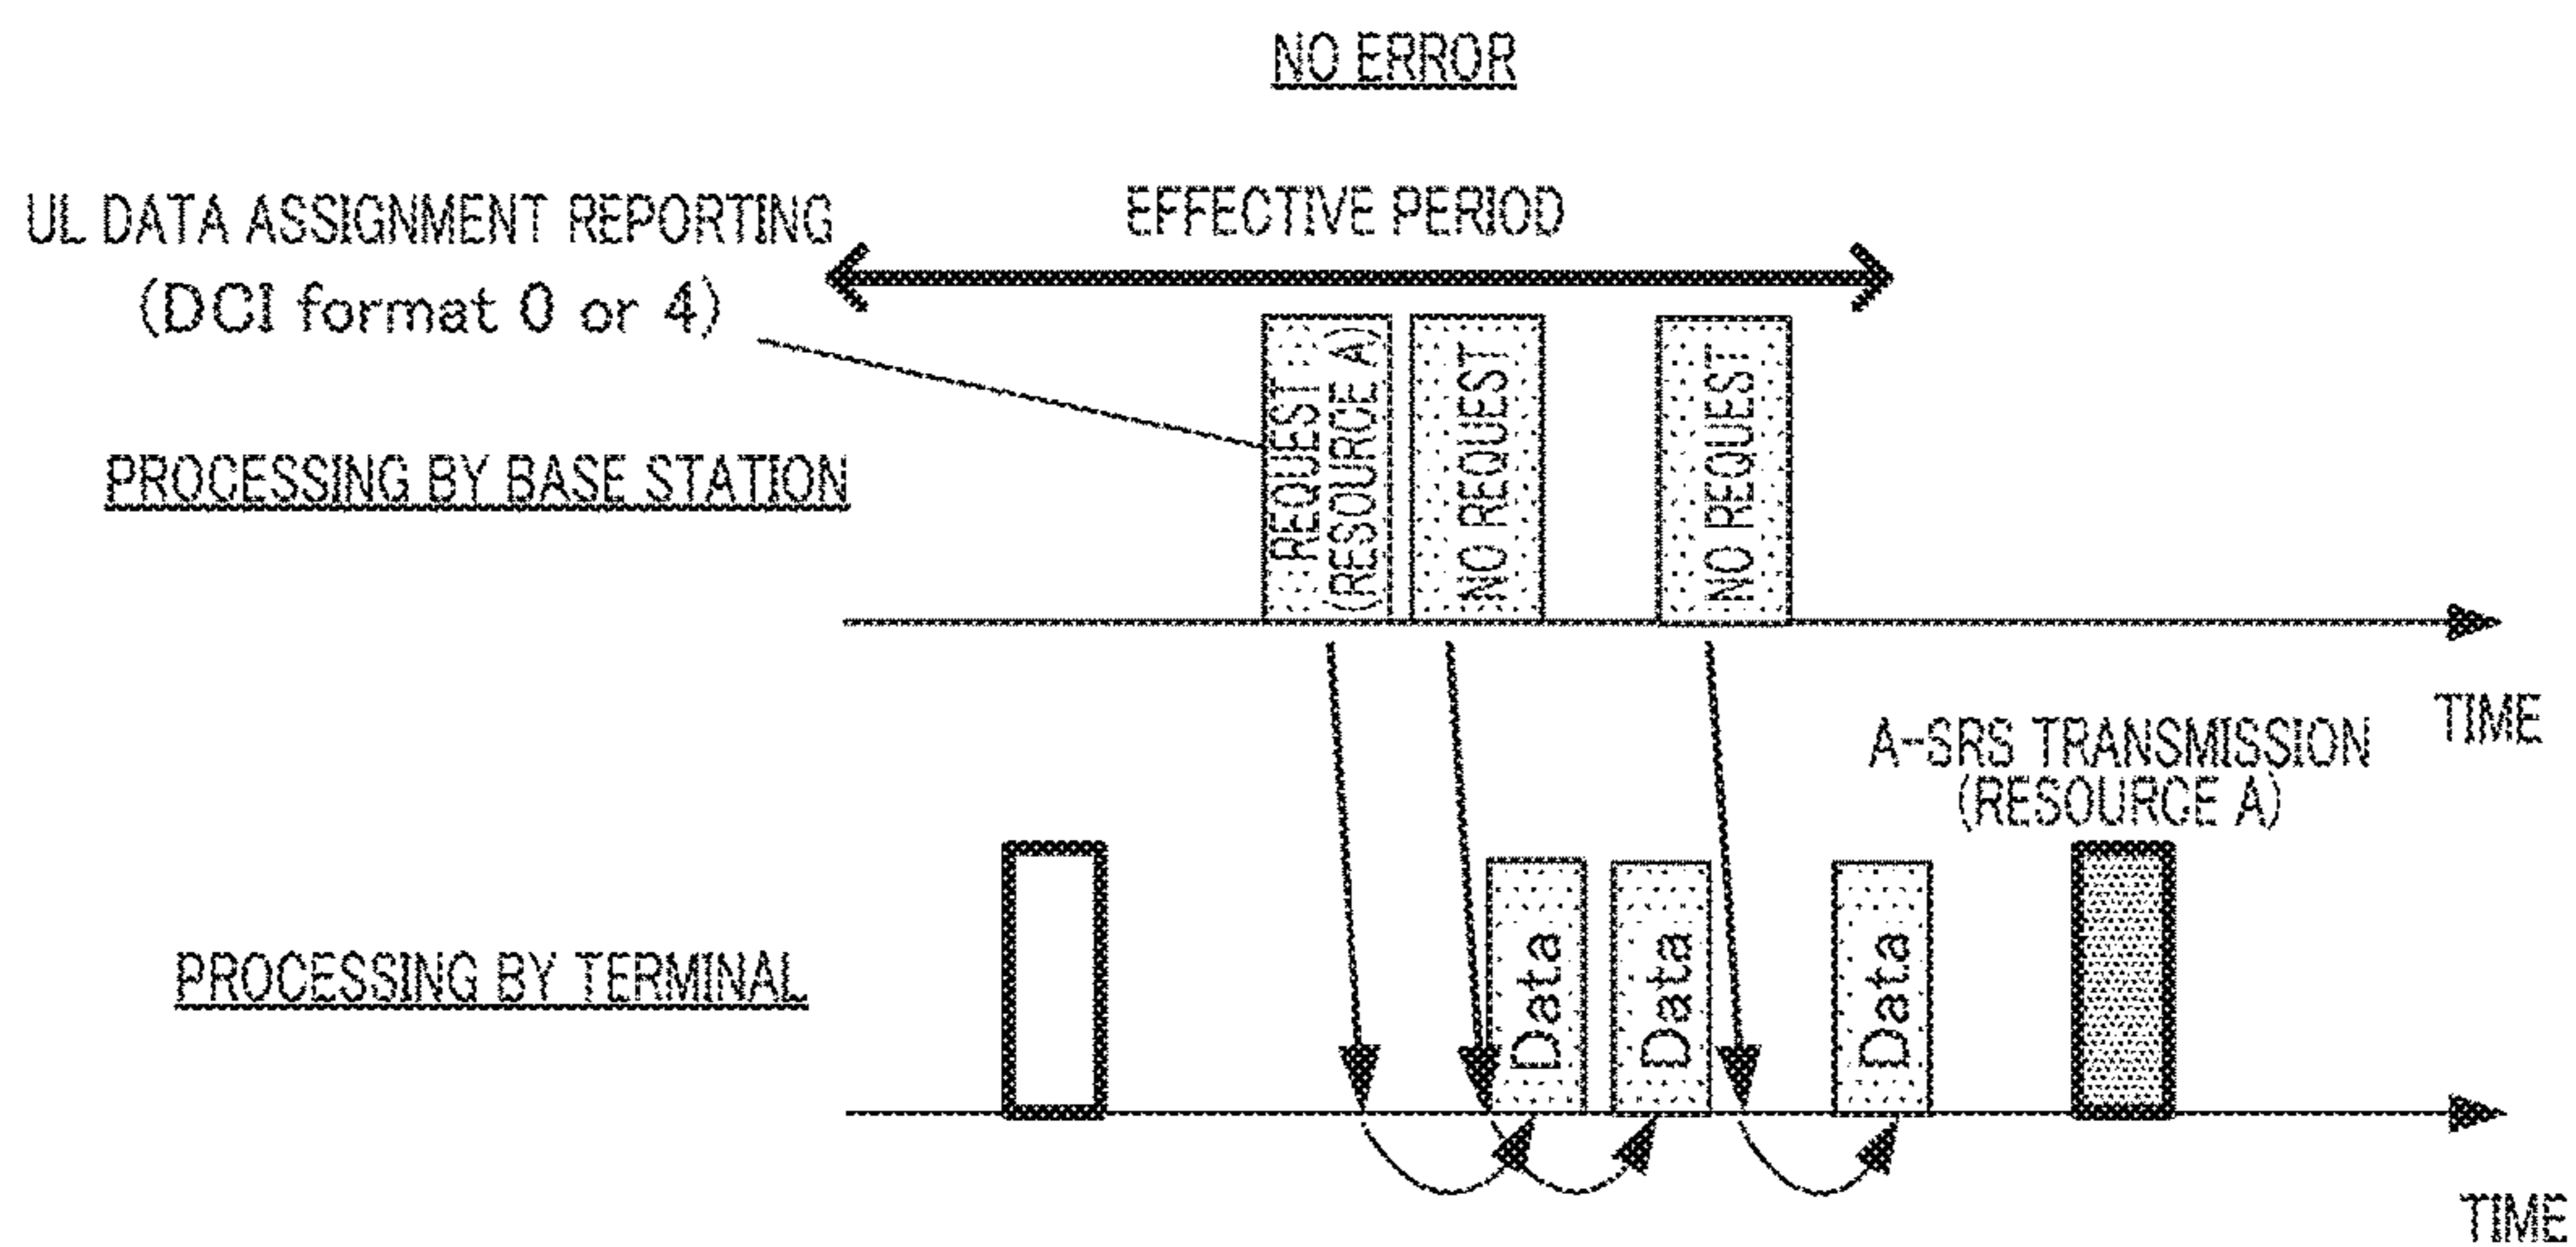 NO ERROR
UL DATA ASSIGNMENT REPORTING
(DCI format 0 or 4)
EFFECTIVE PERIOD
PROCESSING BY BASE STATION
REQUEST
(RESOURCE A)
NO REQUEST
NO REQUEST
TIME
A-SRS TRANSMISSION
(RESOURCE A)
PROCESSING BY TERMINAL
Data
Data
Data
TIME